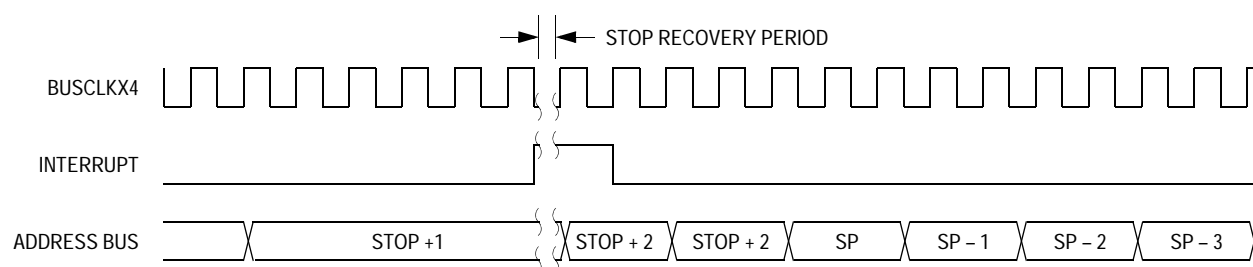 STOP RECOVERY PERIOD
BUSCLKX4
INTERRUPT
ADDRESS BUS STOP +1 STOP + 2 STOP + 2 SP SP – 1 SP – 2 SP – 3